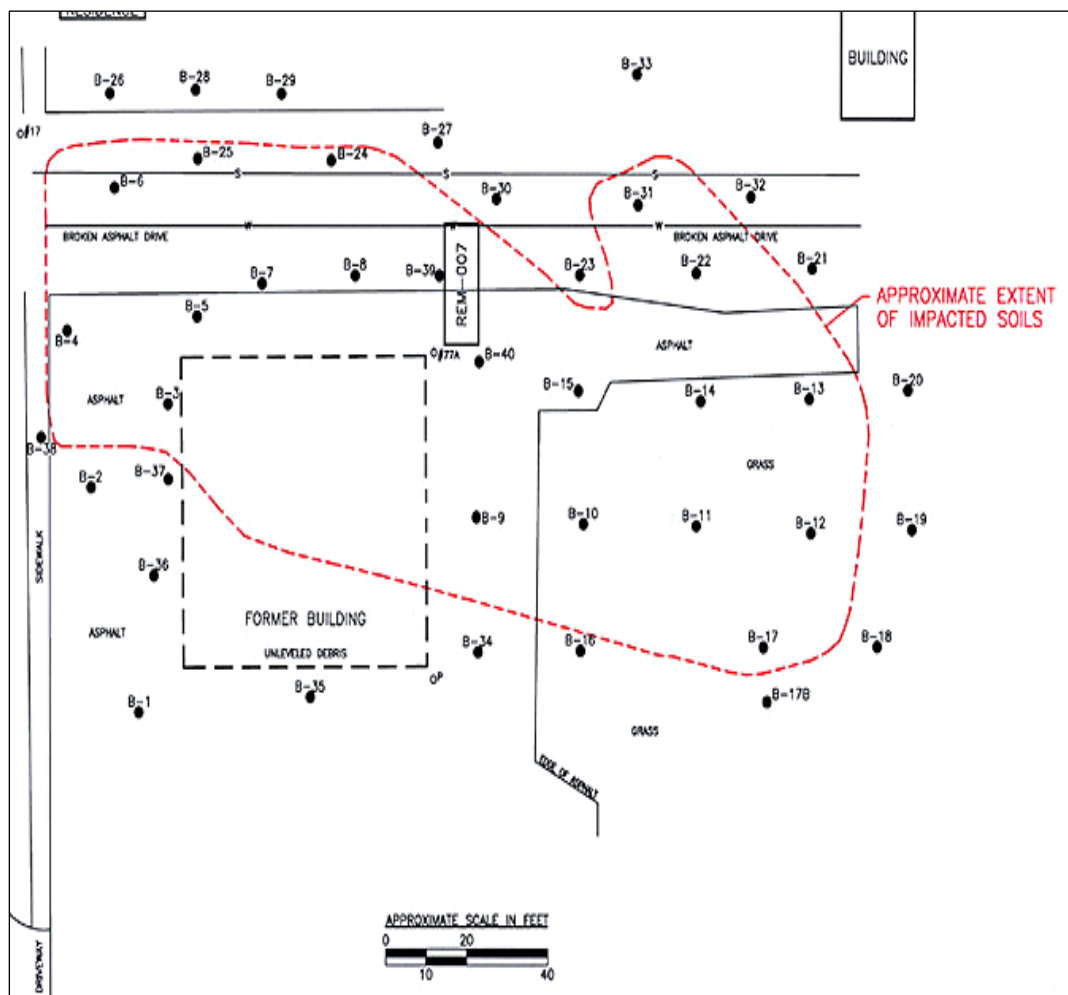 RESIDENCE
BUILDING
B-33
B-26
B-28
B-29
O#17
B-27
B-25
B-24
S
S
S
B-6
B-30
B-31
B-32
W
W
W
BROKEN ASPHALT DRIVE
BROKEN ASPHALT DRIVE
B-7
B-8
B-39
REM-007
B-23
B-22
B-21
APPROXIMATE EXTENT
OF IMPACTED SOILS
B-5
B-4
O#77A
B-40
ASPHALT
B-3
ASPHALT
B-15
B-14
B-13
B-20
B-38
B-37
B-2
GRASS
B-9
B-10
B-11
B-12
B-19
SIDEWALK
B-36
FORMER BUILDING
UNLEVELED DEBRIS
ASPHALT
B-34
B-16
B-17
B-18
OP
B-35
B-1
B-17B
GRASS
EDGE OF ASPHALT
APPROXIMATE SCALE IN FEET
0 20
10 40
DRIVEWAY